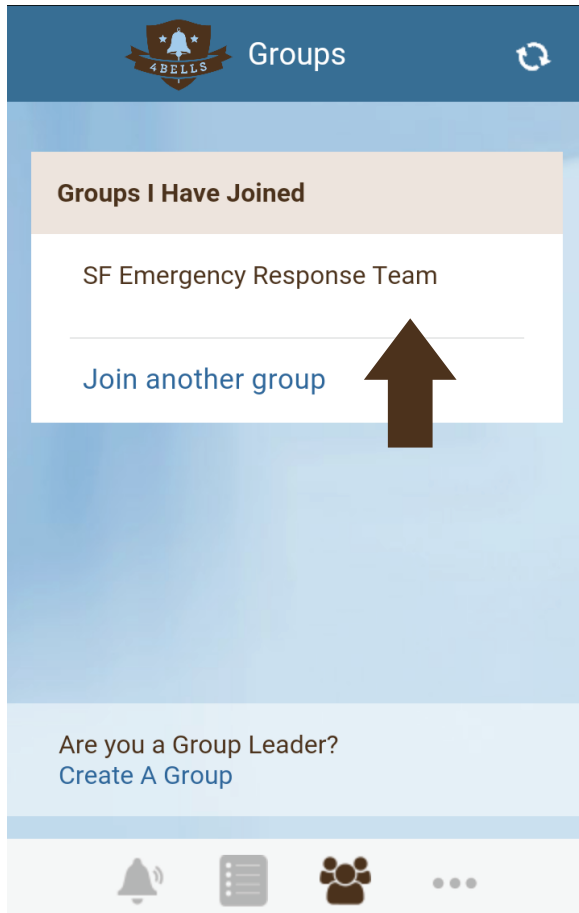 4BELLS
Groups
Groups I Have Joined
SF Emergency Response Team
Join another group
Are you a Group Leader?
Create A Group